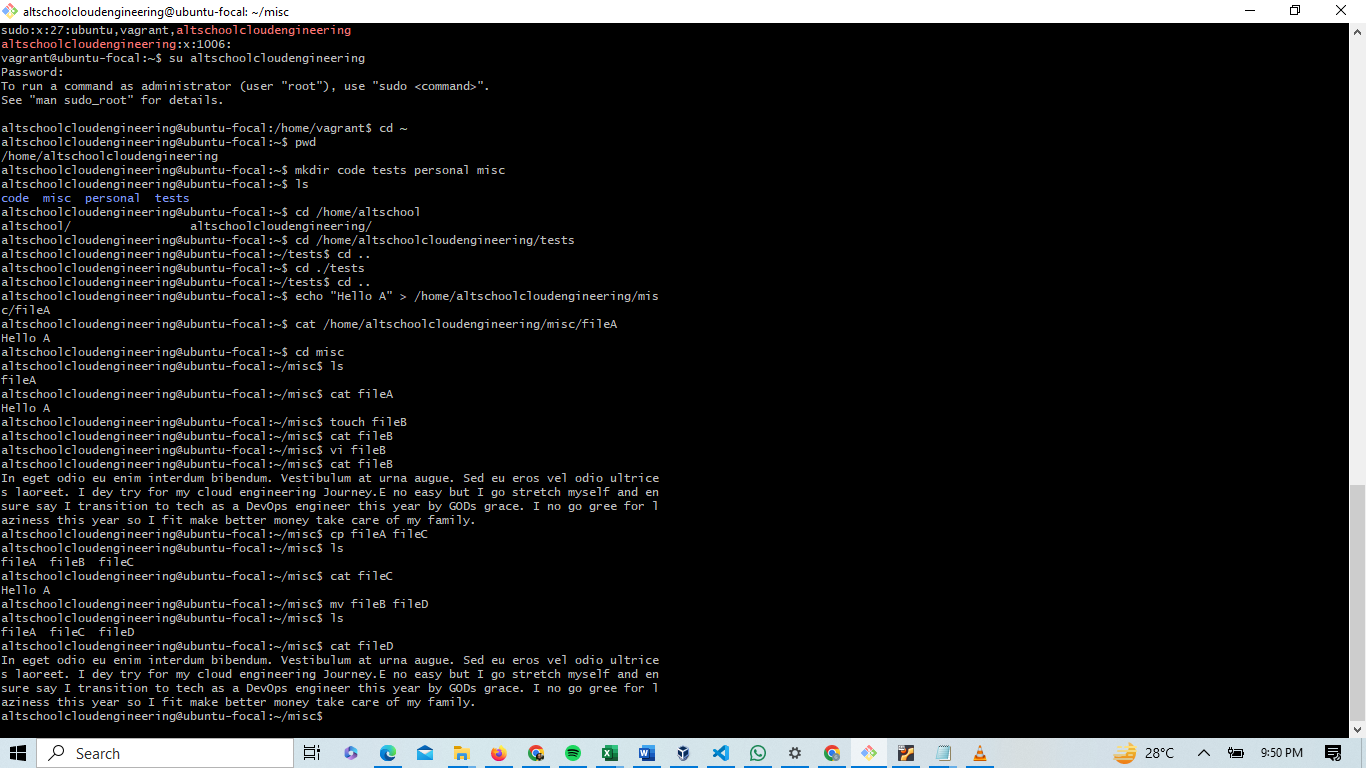 altschoolcloudengineering@ubuntu-focal: ~/misc
sudo:x:27:ubuntu,vagrant,altschoolcloudengineering
altschoolcloudengineering:x:1006:
vagrant@ubuntu-focal:~$ su altschoolcloudengineering
Password:
To run a command as administrator (user "root"), use "sudo <command>".
See "man sudo_root" for details.
altschoolcloudengineering@ubuntu-focal:/home/vagrant$ cd ~
altschoolcloudengineering@ubuntu-focal:~$ pwd
/home/altschoolcloudengineering
altschoolcloudengineering@ubuntu-focal:~$ mkdir code tests personal misc
altschoolcloudengineering@ubuntu-focal:~$ ls
code  misc  personal  tests
altschoolcloudengineering@ubuntu-focal:~$ cd /home/altschool
altschool/                 altschoolcloudengineering/
altschoolcloudengineering@ubuntu-focal:~$ cd /home/altschoolcloudengineering/tests
altschoolcloudengineering@ubuntu-focal:~/tests$ cd ..
altschoolcloudengineering@ubuntu-focal:~$ cd ./tests
altschoolcloudengineering@ubuntu-focal:~/tests$ cd ..
altschoolcloudengineering@ubuntu-focal:~$ echo "Hello A" > /home/altschoolcloudengineering/mis
c/fileA
altschoolcloudengineering@ubuntu-focal:~$ cat /home/altschoolcloudengineering/misc/fileA
Hello A
altschoolcloudengineering@ubuntu-focal:~$ cd misc
altschoolcloudengineering@ubuntu-focal:~/misc$ ls
fileA
altschoolcloudengineering@ubuntu-focal:~/misc$ cat fileA
Hello A
altschoolcloudengineering@ubuntu-focal:~/misc$ touch fileB
altschoolcloudengineering@ubuntu-focal:~/misc$ cat fileB
altschoolcloudengineering@ubuntu-focal:~/misc$ vi fileB
altschoolcloudengineering@ubuntu-focal:~/misc$ cat fileB
In eget odio eu enim interdum bibendum. Vestibulum at urna augue. Sed eu eros vel odio ultrice
s laoreet. I dey try for my cloud engineering Journey.E no easy but I go stretch myself and en
sure say I transition to tech as a DevOps engineer this year by GODs grace. I no go gree for l
aziness this year so I fit make better money take care of my family.
altschoolcloudengineering@ubuntu-focal:~/misc$ cp fileA fileC
altschoolcloudengineering@ubuntu-focal:~/misc$ ls
fileA  fileB  fileC
altschoolcloudengineering@ubuntu-focal:~/misc$ cat fileC
Hello A
altschoolcloudengineering@ubuntu-focal:~/misc$ mv fileB fileD
altschoolcloudengineering@ubuntu-focal:~/misc$ ls
fileA  fileC  fileD
altschoolcloudengineering@ubuntu-focal:~/misc$ cat fileD
In eget odio eu enim interdum bibendum. Vestibulum at urna augue. Sed eu eros vel odio ultrice
s laoreet. I dey try for my cloud engineering Journey.E no easy but I go stretch myself and en
sure say I transition to tech as a DevOps engineer this year by GODs grace. I no go gree for l
aziness this year so I fit make better money take care of my family.
altschoolcloudengineering@ubuntu-focal:~/misc$
Search
28°C
9:50 PM